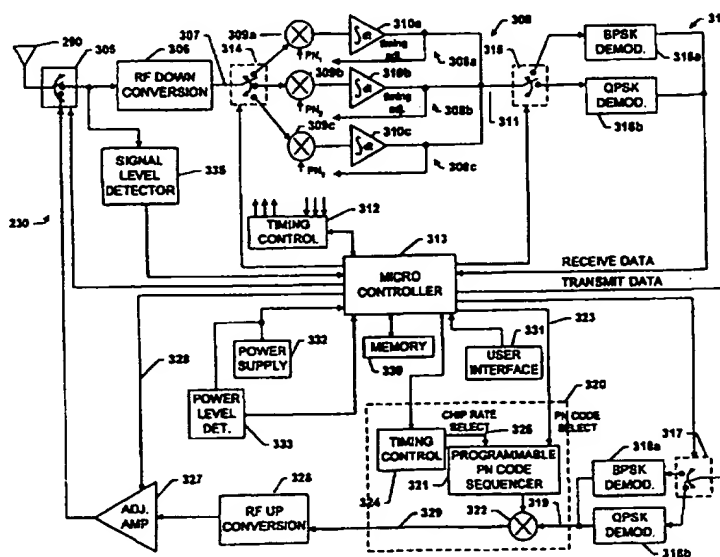 290
305
306
RF DOWN
CONVERSION
307
314
309a
PN1
310a
timing
adj.
308a
309b
PN2
310b
timing
adj.
308b
309c
PN3
310c
308c
308
311
315
BPSK
DEMOD.
316a
QPSK
DEMOD.
316b
SIGNAL
LEVEL
DETECTOR
335
230
TIMING
CONTROL
312
313
MICRO
CONTROLLER
RECEIVE DATA
TRANSMIT DATA
328
POWER
SUPPLY
332
MEMORY
330
USER
INTERFACE
331
323
320
POWER
LEVEL
DET.
333
CHIP RATE
SELECT
PN CODE
SELECT
325
TIMING
CONTROL
324
321
PROGRAMMABLE
PN CODE
SEQUENCER
322
319
317
318a
BPSK
DEMOD.
QPSK
DEMOD.
318b
ADJ.
AMP
327
RF UP
CONVERSION
329